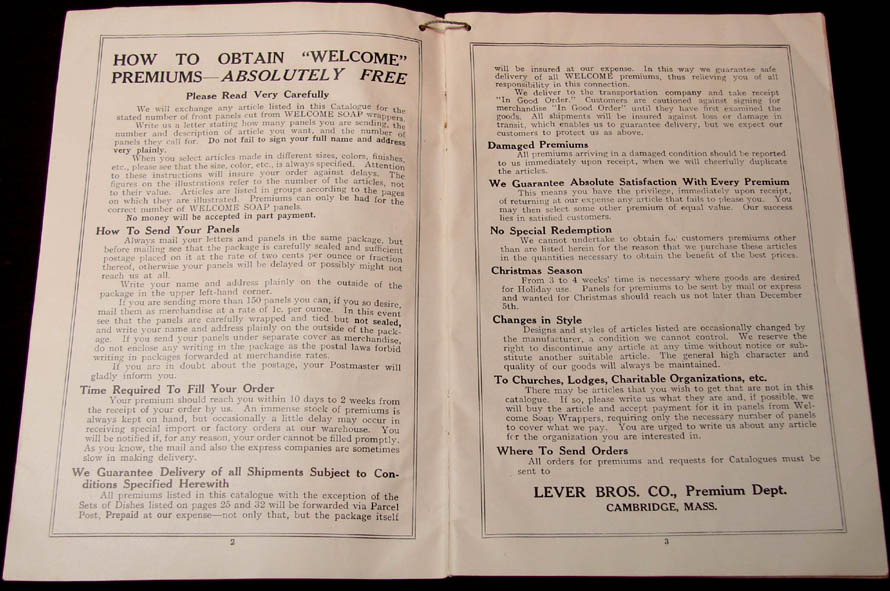 HOW TO OBTAIN "WELCOME"
PREMIUMS—ABSOLUTELY FREE
Please Read Very Carefully
We will exchange any article listed in this Catalogue for the
stated number of front panels cut from WELCOME SOAP wrappers.
Write us a letter stating how many panels you are sending, the
number and description of article you want, and the number of
panels they call for. Do not fail to sign your full name and address
very plainly.
When you select articles made in different sizes, colors, finishes,
etc., please see that the size, color, etc., is always specified. Attention
to these instructions will insure your order against delays. The
figures on the illustrations refer to the number of the articles, not
to their value. Articles are listed in groups according to the pages
on which they are illustrated. Premiums can only be had for the
correct number of WELCOME SOAP panels.
No money will be accepted in part payment.
How To Send Your Panels
Always mail your letters and panels in the same package, but
before mailing see that the package is carefully sealed and sufficient
postage placed on it at the rate of two cents per ounce or fraction
thereof, otherwise your panels will be delayed or possibly might not
reach us at all.
Write your name and address plainly on the outside of the
package in the upper left-hand corner.
If you are sending more than 150 panels you can, if you so desire,
mail them as merchandise at a rate of 1c. per ounce. In this event
see that the panels are carefully wrapped and tied but not sealed,
and write your name and address plainly on the outside of the pack-
age. If you send your panels under separate cover as merchandise,
do not enclose any writing in the package as the postal laws forbid
writing in packages forwarded at merchandise rates.
If you are in doubt about the postage, your Postmaster will
gladly inform you.
Time Required To Fill Your Order
Your premium should reach you within 10 days to 2 weeks from
the receipt of your order by us. An immense stock of premiums is
always kept on hand, but occasionally a little delay may occur in
receiving special import or factory orders at our warehouse. You
will be notified if, for any reason, your order cannot be filled promptly.
As you know, the mail and also the express companies are sometimes
slow in making delivery.
We Guarantee Delivery of all Shipments Subject to Con-
ditions Specified Herewith
All premiums listed in this catalogue with the exception of the
Sets of Dishes listed on pages 25 and 32 will be forwarded via Parcel
Post, Prepaid at our expense—not only that, but the package itself
2
will be insured at our expense. In this way we guarantee safe
delivery of all WELCOME premiums, thus relieving you of all
responsibility in this connection.
We deliver to the transportation company and take receipt
"In Good Order." Customers are cautioned against signing for
merchandise "In Good Order" until they have first examined the
goods. All shipments will be insured against loss or damage in
transit, which enables us to guarantee delivery, but we expect our
customers to protect us as above.
Damaged Premiums
All premiums arriving in a damaged condition should be reported
to us immediately upon receipt, when we will cheerfully duplicate
the articles.
We Guarantee Absolute Satisfaction With Every Premium
This means you have the privilege, immediately upon receipt,
of returning at our expense any article that fails to please you. You
may then select some other premium of equal value. Our success
lies in satisfied customers.
No Special Redemption
We cannot undertake to obtain for customers premiums other
than are listed herein for the reason that we purchase these articles
in the quantities necessary to obtain the benefit of the best prices.
Christmas Season
From 3 to 4 weeks' time is necessary where goods are desired
for Holiday use. Panels for premiums to be sent by mail or express
and wanted for Christmas should reach us not later than December
5th.
Changes in Style
Designs and styles of articles listed are occasionally changed by
the manufacturer, a condition we cannot control. We reserve the
right to discontinue any article at any time without notice or sub-
stitute another suitable article. The general high character and
quality of our goods will always be maintained.
To Churches, Lodges, Charitable Organizations, etc.
There may be articles that you wish to get that are not in this
catalogue. If so, please write us what they are and, if possible, we
will buy the article and accept payment for it in panels from Wel-
come Soap Wrappers, requiring only the necessary number of panels
to cover what we pay. You are urged to write us about any article
for the organization you are interested in.
Where To Send Orders
All orders for premiums and requests for Catalogues must be
sent to
LEVER BROS. CO., Premium Dept.
CAMBRIDGE, MASS.
3